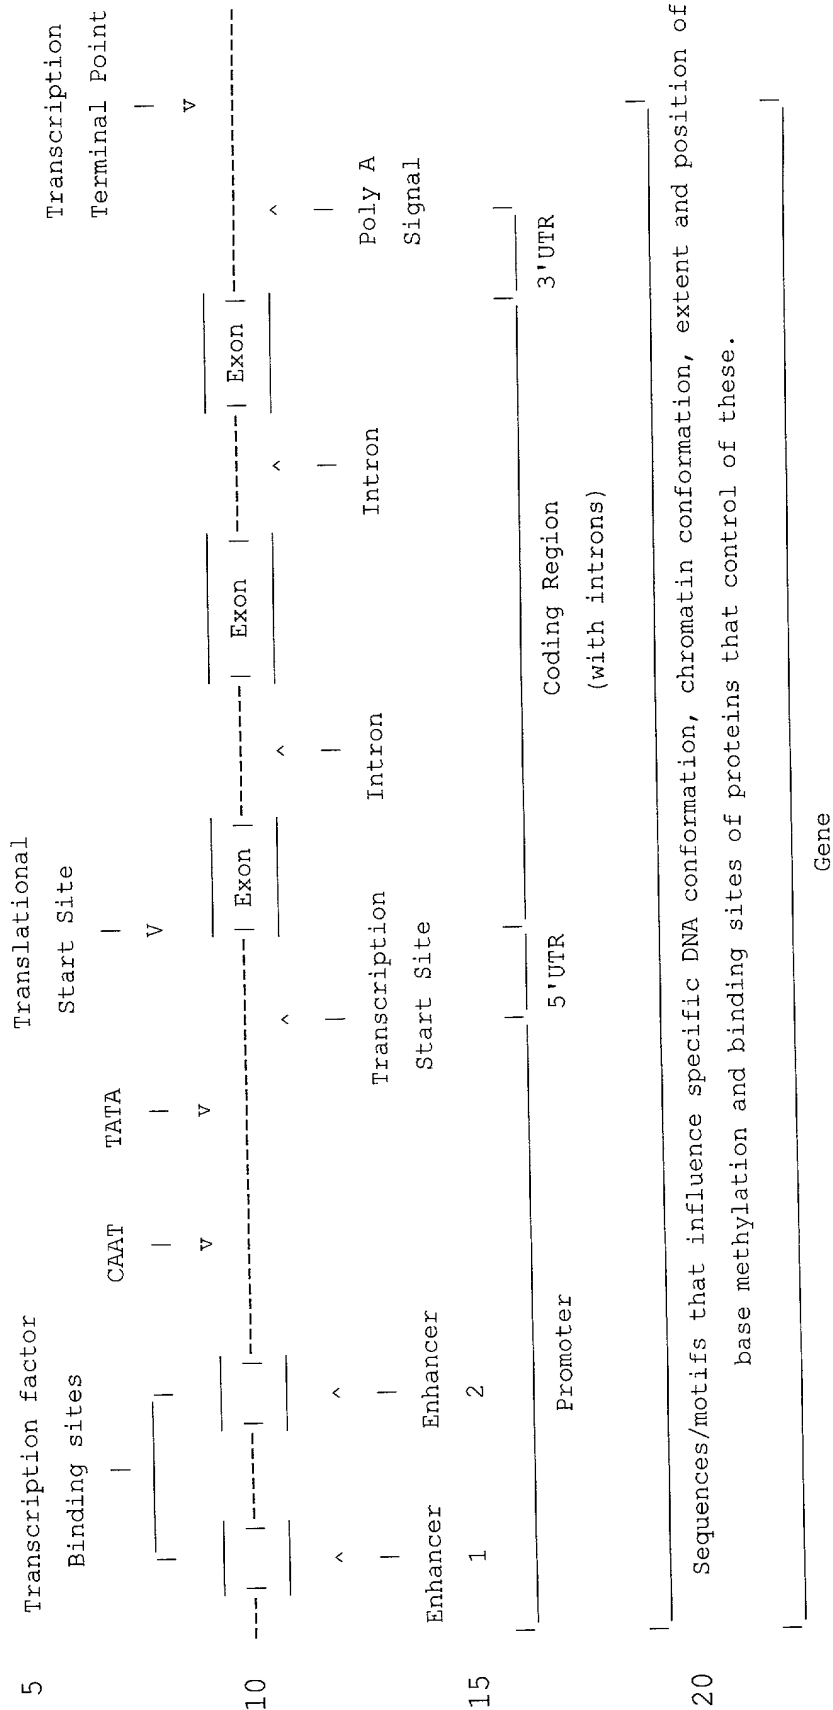 5 Transcription factor Translational Transcription
Binding sites CAAT TATA Start Site Terminal Point
10 Exon Exon Exon
Enhancer Enhancer Transcription Intron Intron Poly A
15 1 2 Start Site Signal
Promoter 5'UTR Coding Region 3'UTR
(with introns)
20 Sequences/motifs that influence specific DNA conformation, chromatin conformation, extent and position of
base methylation and binding sites of proteins that control of these.
Gene